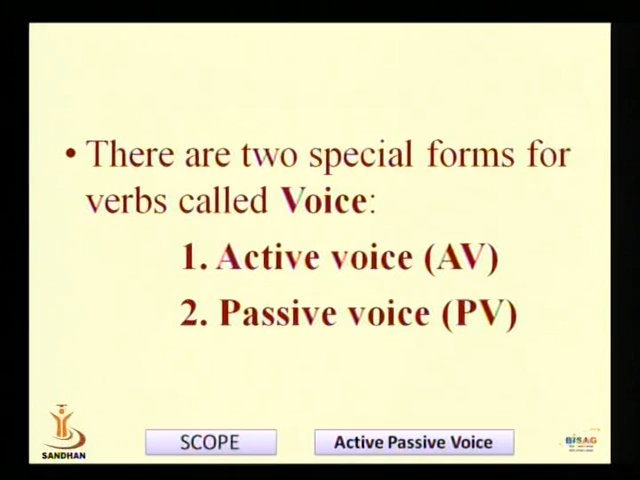 • There are two special forms for
verbs called Voice:
1. Active voice (AV)
2. Passive voice (PV)
SANDHAN
SCOPE
Active Passive Voice
BISAG